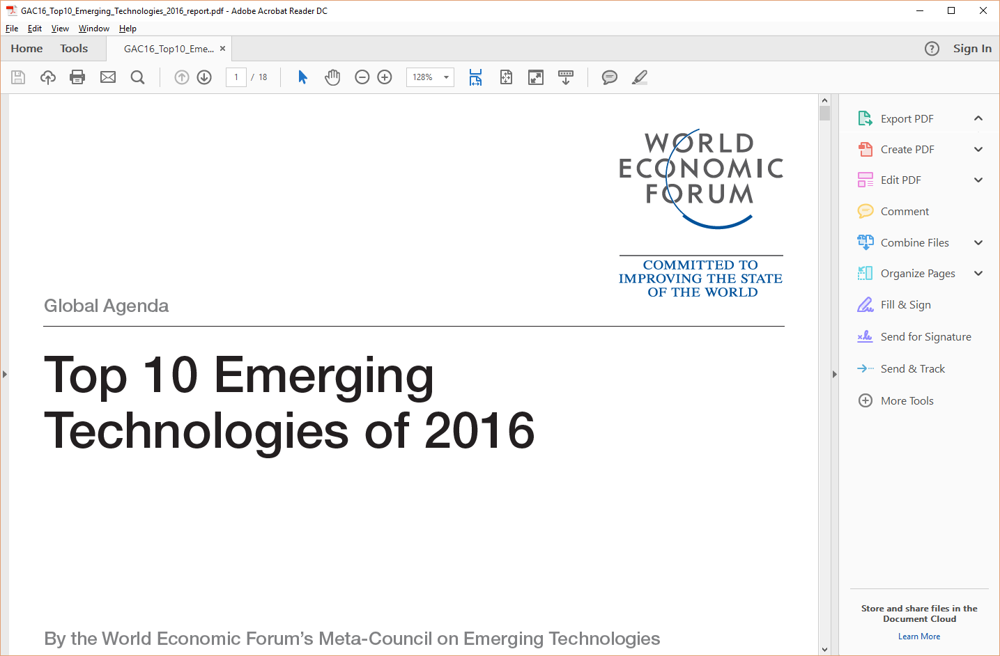 GAC16_Top10_Emerging_Technologies_2016_report.pdf - Adobe Acrobat Reader DC
File Edit View Window Help
Home Tools GAC16_Top10_Eme... × ? Sign In
1 / 18 128%
WORLD
ECONOMIC
FORUM
COMMITTED TO
IMPROVING THE STATE
OF THE WORLD
Global Agenda
Top 10 Emerging
Technologies of 2016
By the World Economic Forum’s Meta-Council on Emerging Technologies
Export PDF
Create PDF
Edit PDF
Comment
Combine Files
Organize Pages
Fill & Sign
Send for Signature
Send & Track
More Tools
Store and share files in the
Document Cloud
Learn More